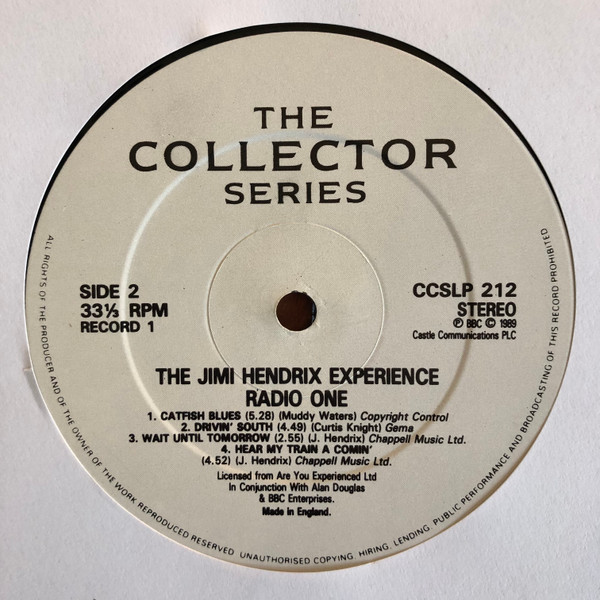 THE
COLLECTOR
SERIES
SIDE 2
33⅓ RPM
RECORD 1
CCSLP 212
STEREO
Ⓟ BBC © 1989
Castle Communications PLC
THE JIMI HENDRIX EXPERIENCE
RADIO ONE
1. CATFISH BLUES (5.28) (Muddy Waters) Copyright Control
2. DRIVIN' SOUTH (4.49) (Curtis Knight) Gema
3. WAIT UNTIL TOMORROW (2.55) (J. Hendrix) Chappell Music Ltd.
4. HEAR MY TRAIN A COMIN'
(4.52) (J. Hendrix) Chappell Music Ltd.
Licensed from Are You Experienced Ltd
In Conjunction With Alan Douglas
& BBC Enterprises.
Made in England.
ALL RIGHTS OF THE PRODUCER AND OF THE OWNER OF THE WORK REPRODUCED RESERVED. UNAUTHORISED COPYING, HIRING, LENDING, PUBLIC PERFORMANCE AND BROADCASTING OF THIS RECORD PROHIBITED